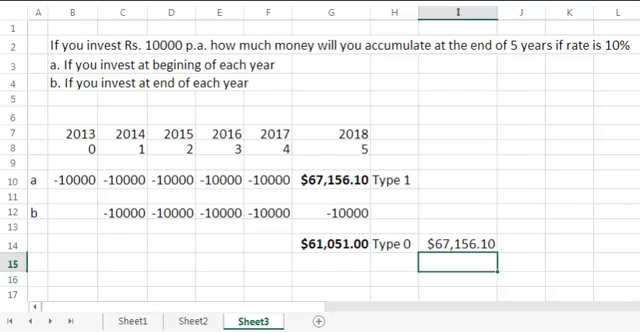 A B C D E F G H I J K L
1
2 If you invest Rs. 10000 p.a. how much money will you accumulate at the end of 5 years if rate is 10%
3 a. If you invest at begining of each year
4 b. If you invest at end of each year
5
6
7 2013 2014 2015 2016 2017 2018
8 0 1 2 3 4 5
9
10 a -10000 -10000 -10000 -10000 -10000 $67,156.10 Type 1
11
12 b -10000 -10000 -10000 -10000 -10000
13
14 $61,051.00 Type 0 $67,156.10
15
16
17
Sheet1 Sheet2 Sheet3